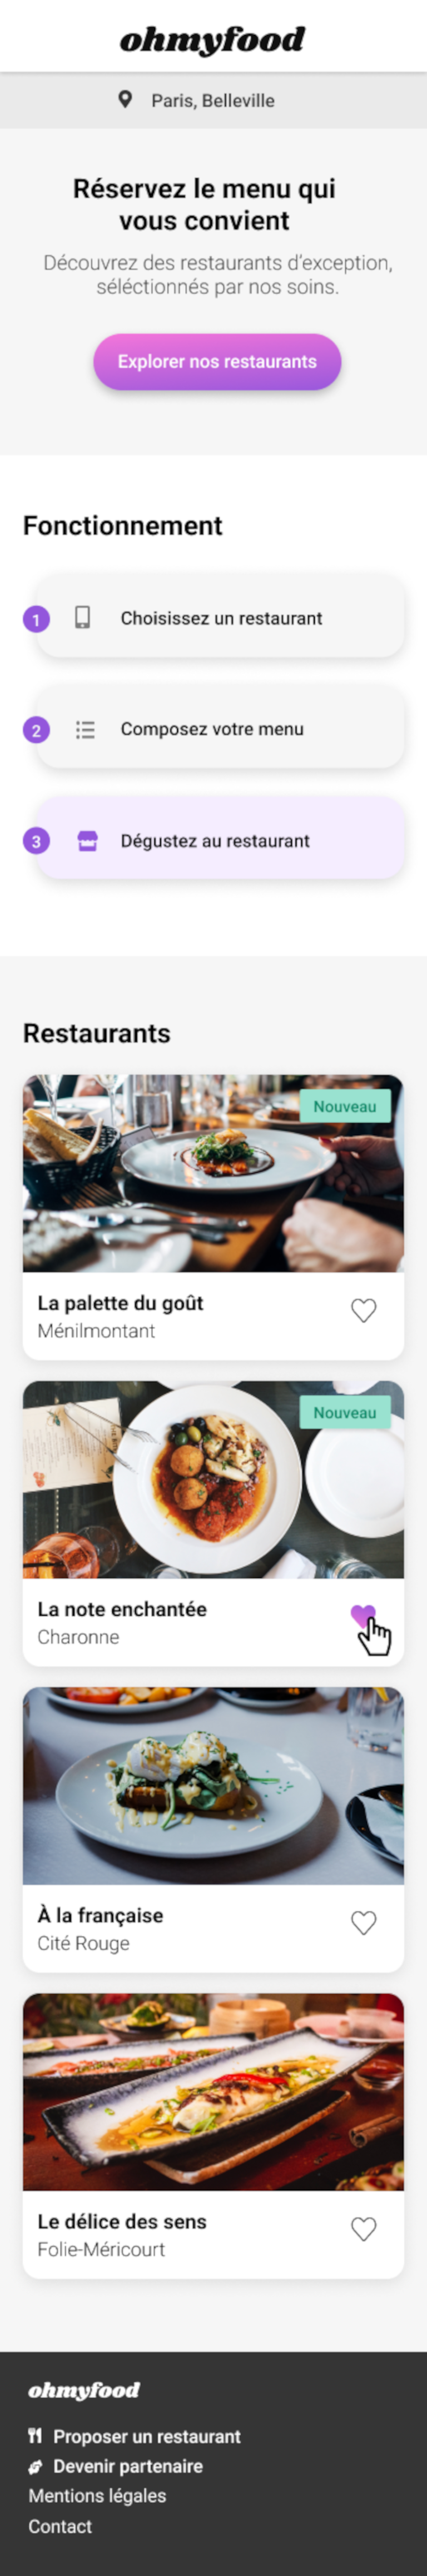 ohmyfood
Paris, Belleville
Réservez le menu qui
vous convient
Découvrez des restaurants d'exception,
séléctionnés par nos soins.
Explorer nos restaurants
Fonctionnement
1 Choisissez un restaurant
2 Composez votre menu
3 Dégustez au restaurant
Restaurants
Nouveau
La palette du goût
Ménilmontant
Nouveau
La note enchantée
Charonne
À la française
Cité Rouge
Le délice des sens
Folie-Méricourt
ohmyfood
Proposer un restaurant
Devenir partenaire
Mentions légales
Contact